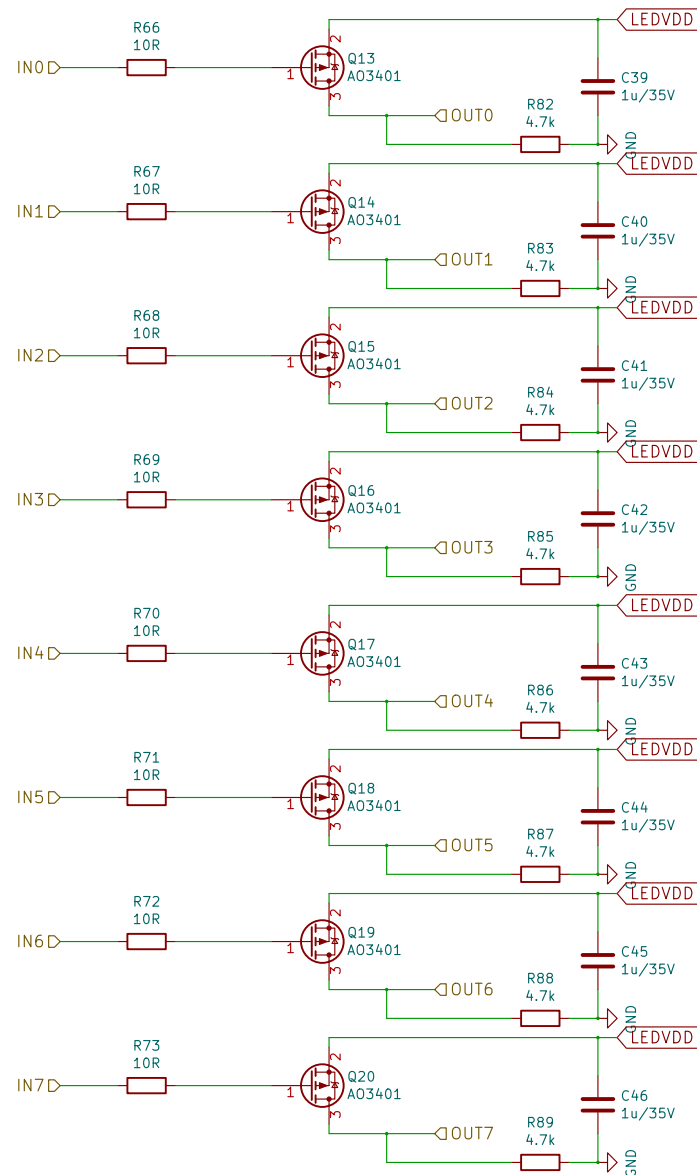 LEDVDD
R66
10R
2
IN0
1
Q13
AO3401
3
C39
1u/35V
R82
4.7k
OUT0
GND
LEDVDD
R67
10R
2
IN1
1
Q14
AO3401
3
C40
1u/35V
R83
4.7k
OUT1
GND
LEDVDD
R68
10R
2
IN2
1
Q15
AO3401
3
C41
1u/35V
R84
4.7k
OUT2
GND
LEDVDD
R69
10R
2
IN3
1
Q16
AO3401
3
C42
1u/35V
R85
4.7k
OUT3
GND
LEDVDD
R70
10R
2
IN4
1
Q17
AO3401
3
C43
1u/35V
R86
4.7k
OUT4
GND
LEDVDD
R71
10R
2
IN5
1
Q18
AO3401
3
C44
1u/35V
R87
4.7k
OUT5
GND
LEDVDD
R72
10R
2
IN6
1
Q19
AO3401
3
C45
1u/35V
R88
4.7k
OUT6
GND
LEDVDD
R73
10R
2
IN7
1
Q20
AO3401
3
C46
1u/35V
R89
4.7k
OUT7
GND